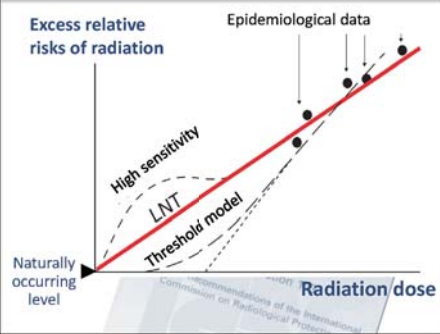 Excess relative
risks of radiation
Epidemiological data
High sensitivity
LNT
Threshold model
Naturally
occurring
level
Radiation dose
Recommendations of the International
Commission on Radiological Protection